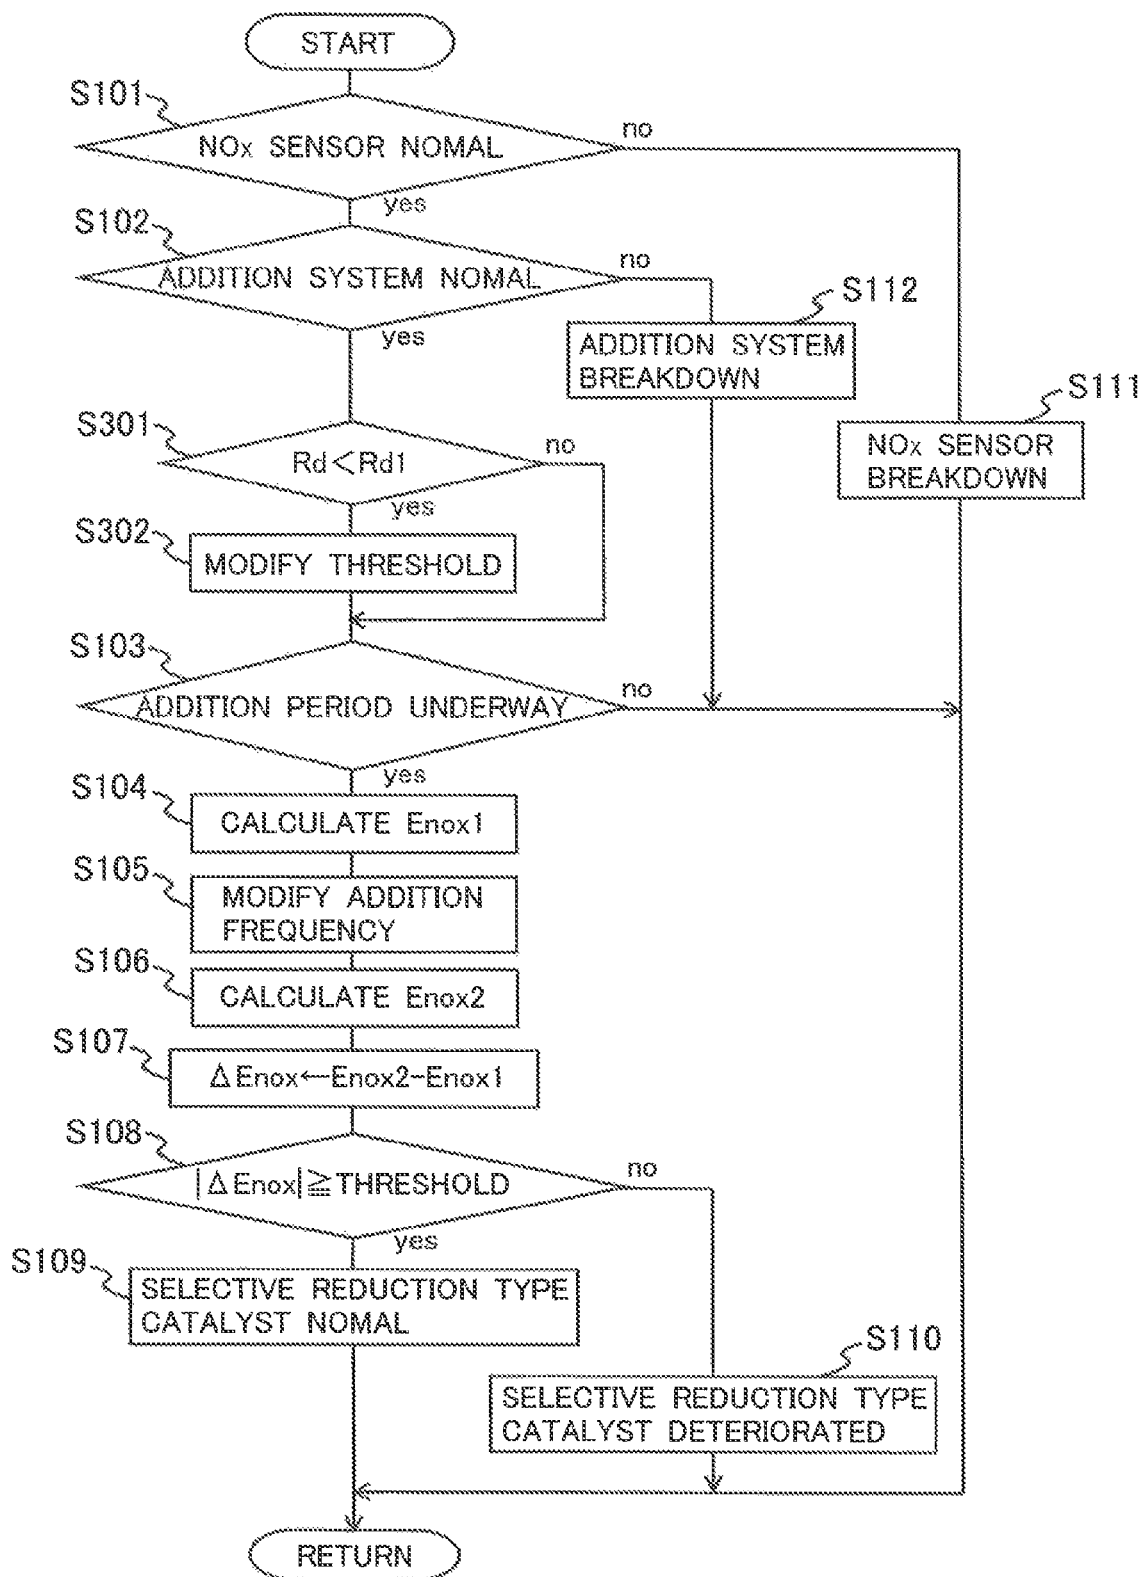 START
S101
NOx SENSOR NOMAL
no
yes
S102
ADDITION SYSTEM NOMAL
no
yes
S112
ADDITION SYSTEM
BREAKDOWN
S111
NOx SENSOR
BREAKDOWN
S301
Rd<Rd1
no
yes
S302
MODIFY THRESHOLD
S103
ADDITION PERIOD UNDERWAY
no
yes
S104
CALCULATE Enox1
S105
MODIFY ADDITION
FREQUENCY
S106
CALCULATE Enox2
S107
ΔEnox←Enox2-Enox1
S108
|ΔEnox|≧THRESHOLD
no
yes
S109
SELECTIVE REDUCTION TYPE
CATALYST NOMAL
S110
SELECTIVE REDUCTION TYPE
CATALYST DETERIORATED
RETURN